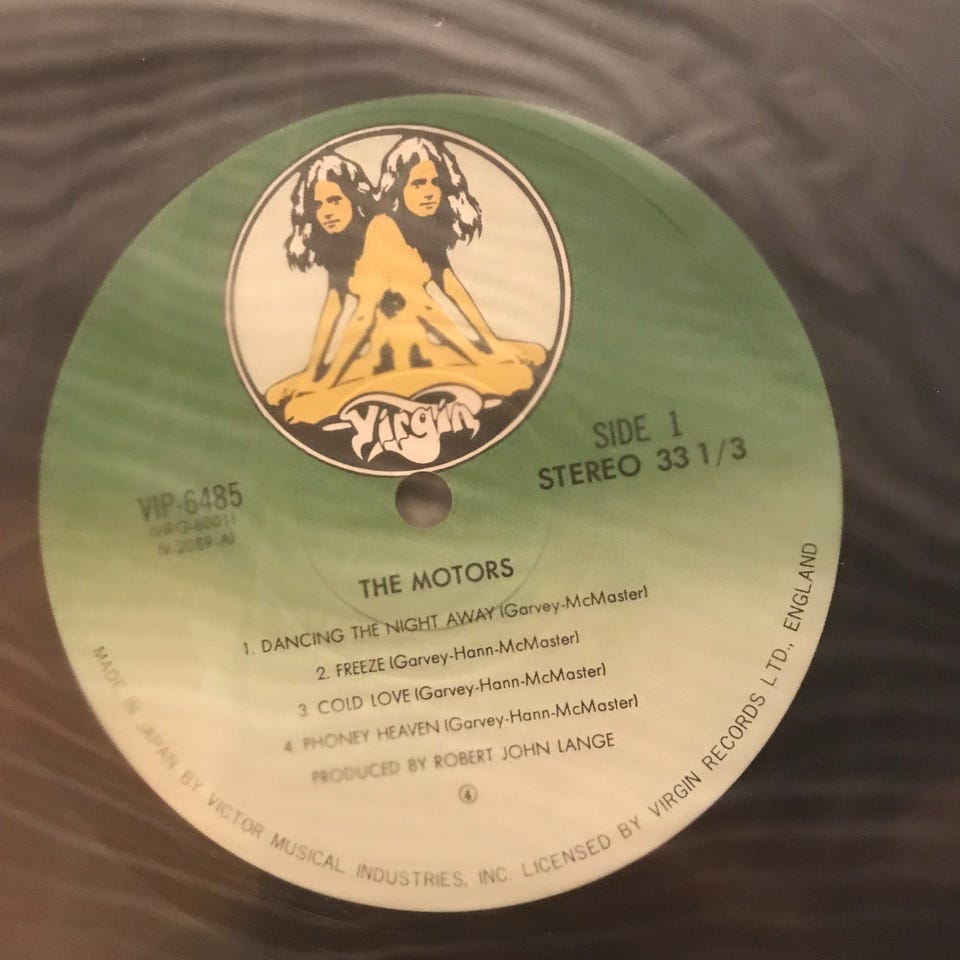 Virgin
SIDE 1
STEREO 33 1/3
VIP-6485
(V-2089-A)
THE MOTORS
1. DANCING THE NIGHT AWAY (Garvey-McMaster)
2. FREEZE (Garvey-Hann-McMaster)
3. COLD LOVE (Garvey-Hann-McMaster)
4. PHONEY HEAVEN (Garvey-Hann-McMaster)
PRODUCED BY ROBERT JOHN LANGE
④
MADE IN JAPAN BY VICTOR MUSICAL INDUSTRIES, INC. LICENSED BY VIRGIN RECORDS LTD., ENGLAND